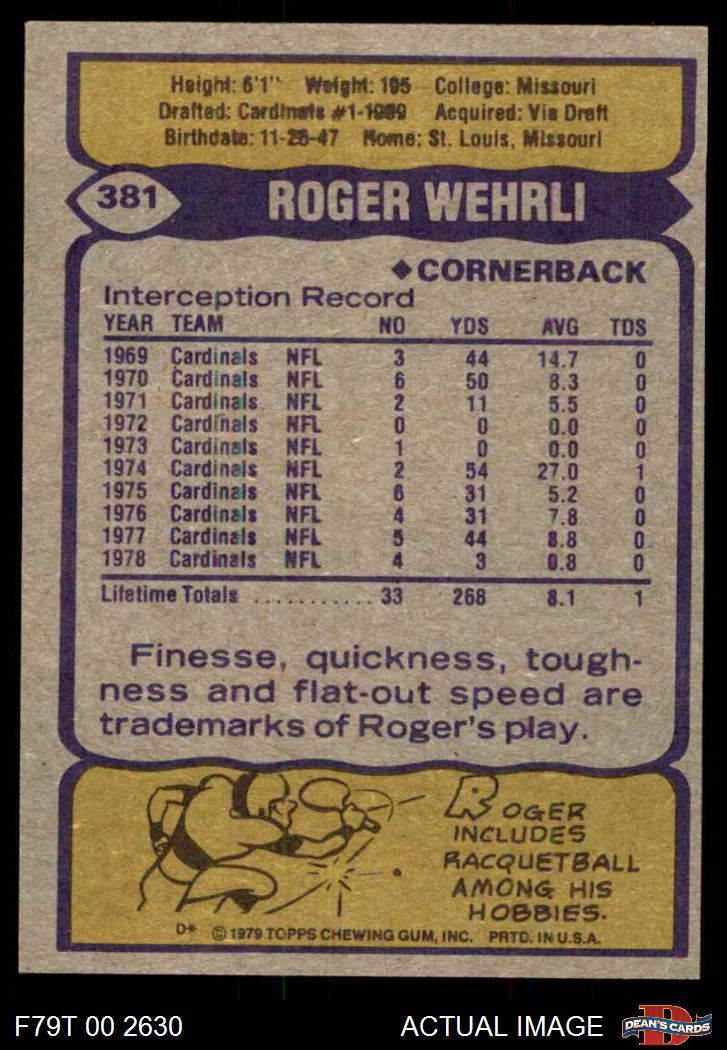 Height: 6'1" Weight: 195 College: Missouri
Drafted: Cardinals #1-1969 Acquired: Via Draft
Birthdate: 11-26-47 Home: St. Louis, Missouri
381 ROGER WEHRLI
◆CORNERBACK
Interception Record
YEAR TEAM NO YDS AVG TDS
1969 Cardinals NFL 3 44 14.7 0
1970 Cardinals NFL 6 50 8.3 0
1971 Cardinals NFL 2 11 5.5 0
1972 Cardinals NFL 0 0 0.0 0
1973 Cardinals NFL 1 0 0.0 0
1974 Cardinals NFL 2 54 27.0 1
1975 Cardinals NFL 6 31 5.2 0
1976 Cardinals NFL 4 31 7.8 0
1977 Cardinals NFL 5 44 8.8 0
1978 Cardinals NFL 4 3 0.8 0
Lifetime Totals ........... 33 268 8.1 1
Finesse, quickness, tough-
ness and flat-out speed are
trademarks of Roger's play.
ROGER
INCLUDES
RACQUETBALL
AMONG HIS
HOBBIES.
D* © 1979 TOPPS CHEWING GUM, INC. PRTD. IN U.S.A.
F79T 00 2630 ACTUAL IMAGE D DEAN'S CARDS